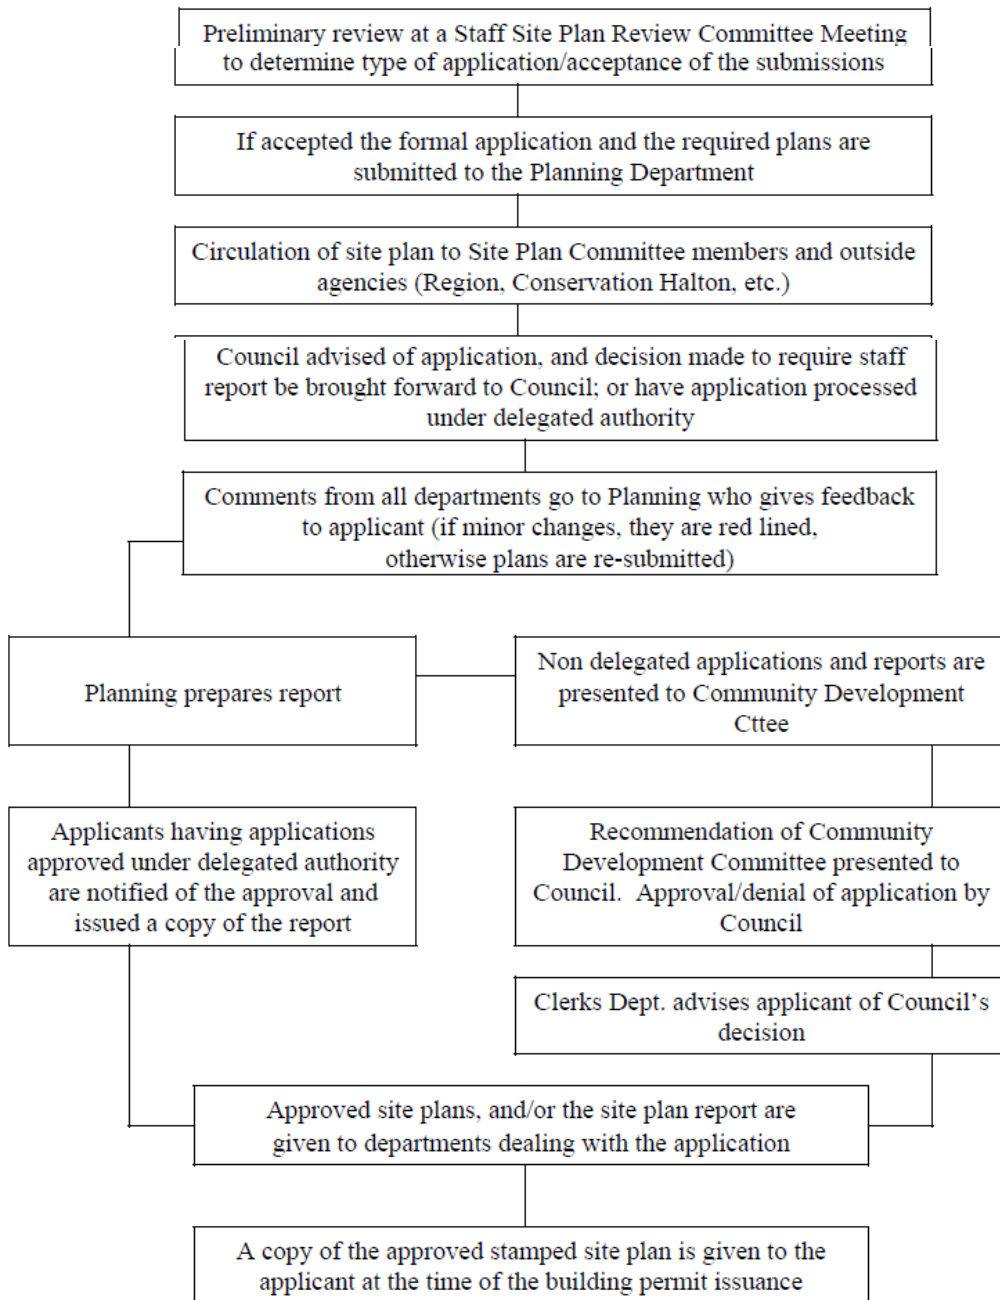 Preliminary review at a Staff Site Plan Review Committee Meeting
to determine type of application/acceptance of the submissions
If accepted the formal application and the required plans are
submitted to the Planning Department
Circulation of site plan to Site Plan Committee members and outside
agencies (Region, Conservation Halton, etc.)
Council advised of application, and decision made to require staff
report be brought forward to Council; or have application processed
under delegated authority
Comments from all departments go to Planning who gives feedback
to applicant (if minor changes, they are red lined,
otherwise plans are re-submitted)
Planning prepares report
Non delegated applications and reports are
presented to Community Development
Cttee
Applicants having applications
approved under delegated authority
are notified of the approval and
issued a copy of the report
Recommendation of Community
Development Committee presented to
Council.  Approval/denial of application by
Council
Clerks Dept. advises applicant of Council's
decision
Approved site plans, and/or the site plan report are
given to departments dealing with the application
A copy of the approved stamped site plan is given to the
applicant at the time of the building permit issuance